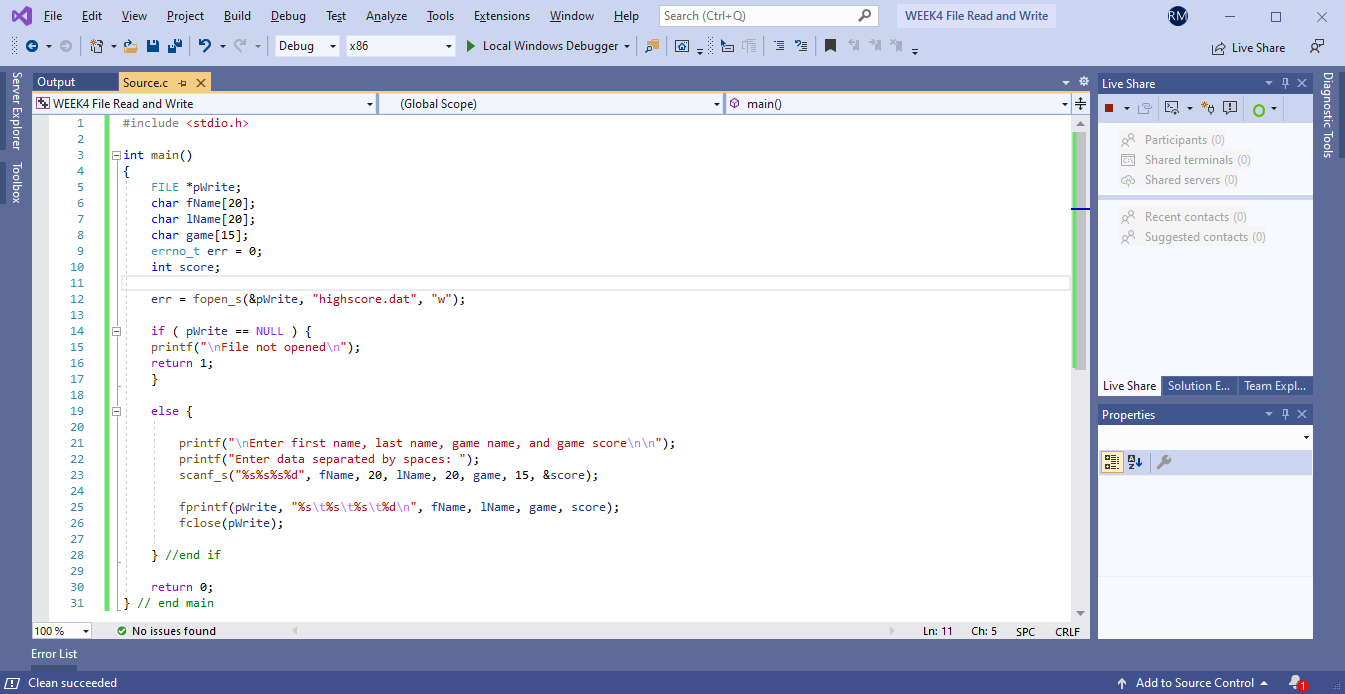 File Edit View Project Build Debug Test Analyze Tools Extensions Window Help Search (Ctrl+Q) WEEK4 File Read and Write RM
Debug x86 Local Windows Debugger Live Share
Server Explorer
Toolbox
Output Source.c
WEEK4 File Read and Write (Global Scope) main()
1 #include <stdio.h>
2
3 int main()
4 {
5 FILE *pWrite;
6 char fName[20];
7 char lName[20];
8 char game[15];
9 errno_t err = 0;
10 int score;
11
12 err = fopen_s(&pWrite, "highscore.dat", "w");
13
14 if ( pWrite == NULL ) {
15 printf("\nFile not opened\n");
16 return 1;
17 }
18
19 else {
20
21 printf("\nEnter first name, last name, game name, and game score\n\n");
22 printf("Enter data separated by spaces: ");
23 scanf_s("%s%s%s%d", fName, 20, lName, 20, game, 15, &score);
24
25 fprintf(pWrite, "%s\t%s\t%s\t%d\n", fName, lName, game, score);
26 fclose(pWrite);
27
28 } //end if
29
30 return 0;
31 } // end main
100 % No issues found Ln: 11 Ch: 5 SPC CRLF
Live Share
Participants (0)
Shared terminals (0)
Shared servers (0)
Recent contacts (0)
Suggested contacts (0)
Live Share Solution E... Team Expl...
Properties
Diagnostic Tools
Error List
Clean succeeded Add to Source Control 1